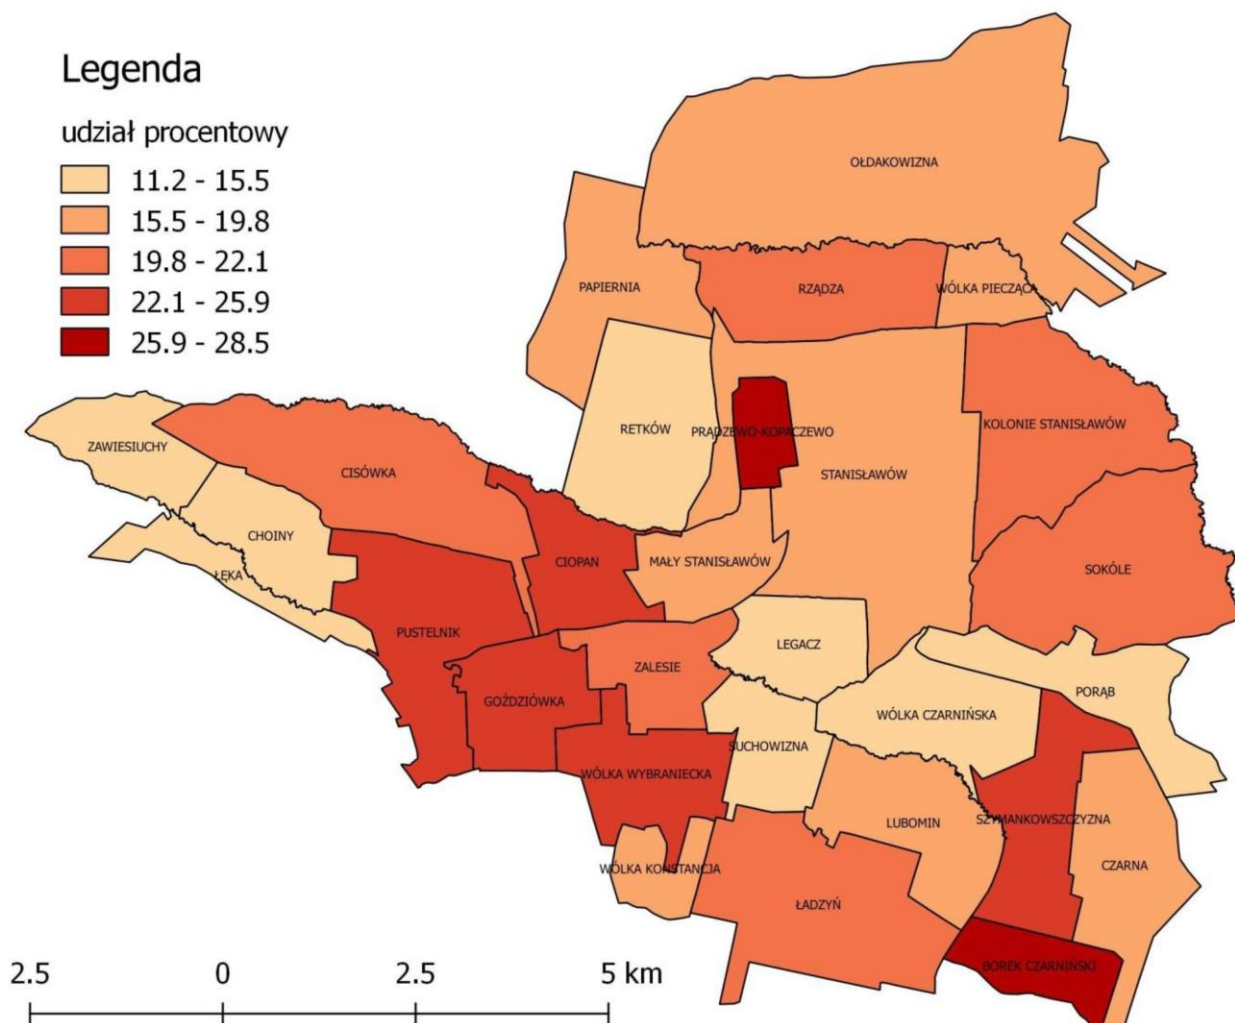 Legenda
udział procentowy
11.2 - 15.5
15.5 - 19.8
19.8 - 22.1
22.1 - 25.9
25.9 - 28.5
OŁDAKOWIZNA
PAPIERNIA
RZĄDZA
WÓLKA PIECZĄCA
RETKÓW
PRĄDZEWO-KOPACZEWO
KOLONIE STANISŁAWÓW
ZAWIESIUCHY
CISÓWKA
STANISŁAWÓW
CHOINY
CIOPAN
MAŁY STANISŁAWÓW
SOKÓLE
ŁĘKA
PUSTELNIK
LEGACZ
ZALESIE
PORĄB
GOŹDZIÓWKA
WÓLKA CZARNIŃSKA
SUCHOWIZNA
WÓLKA WYBRANIECKA
LUBOMIN
SZYMANKOWSZCZYZNA
WÓLKA KONSTANCJA
CZARNA
ŁADZYŃ
BOREK CZARNIŃSKI
2.5 0 2.5 5 km